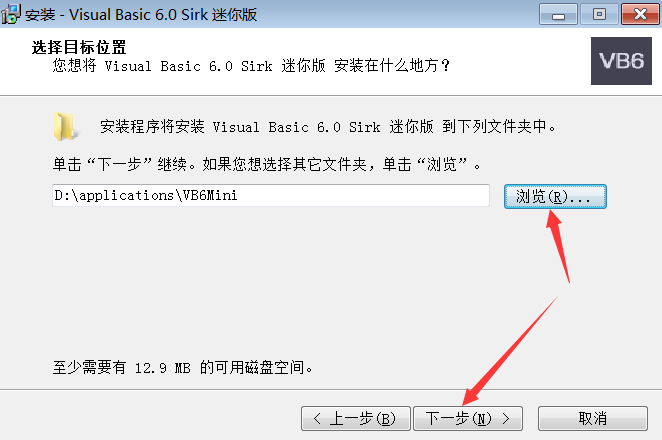 安装 - Visual Basic 6.0 Sirk 迷你版
选择目标位置
您想将 Visual Basic 6.0 Sirk 迷你版 安装在什么地方？
VB6
安装程序将安装 Visual Basic 6.0 Sirk 迷你版 到下列文件夹中。
单击“下一步”继续。如果您想选择其它文件夹，单击“浏览”。
D:\applications\VB6Mini
浏览(R)...
至少需要有 12.9 MB 的可用磁盘空间。
< 上一步(B)
下一步(N) >
取消